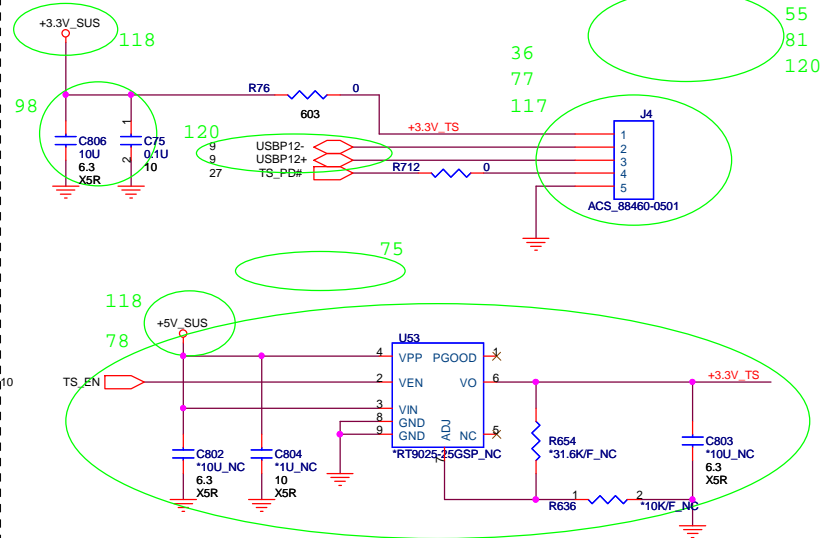 +3.3V_SUS
118
55
81
120
36
77
117
98
R76
0
603
+3.3V_TS
J4
C806
10U
6.3
X5R
1
2
C75
0.1U
10
120
9
USBP12-
9
USBP12+
27
TS_PD#
R712
0
1
2
3
4
5
ACS_88460-0501
75
118
78
+5V_SUS
U53
4
VPP
PGOOD
1
10
TS_EN
2
VEN
VO
6
+3.3V_TS
3
VIN
8
GND
9
GND
ADJ
NC
5
7
*RT9025-25GSP_NC
C802
*10U_NC
6.3
X5R
C804
*1U_NC
10
X5R
R654
*31.6K/F_NC
C803
*10U_NC
6.3
X5R
R636
1
2
*10K/F_NC